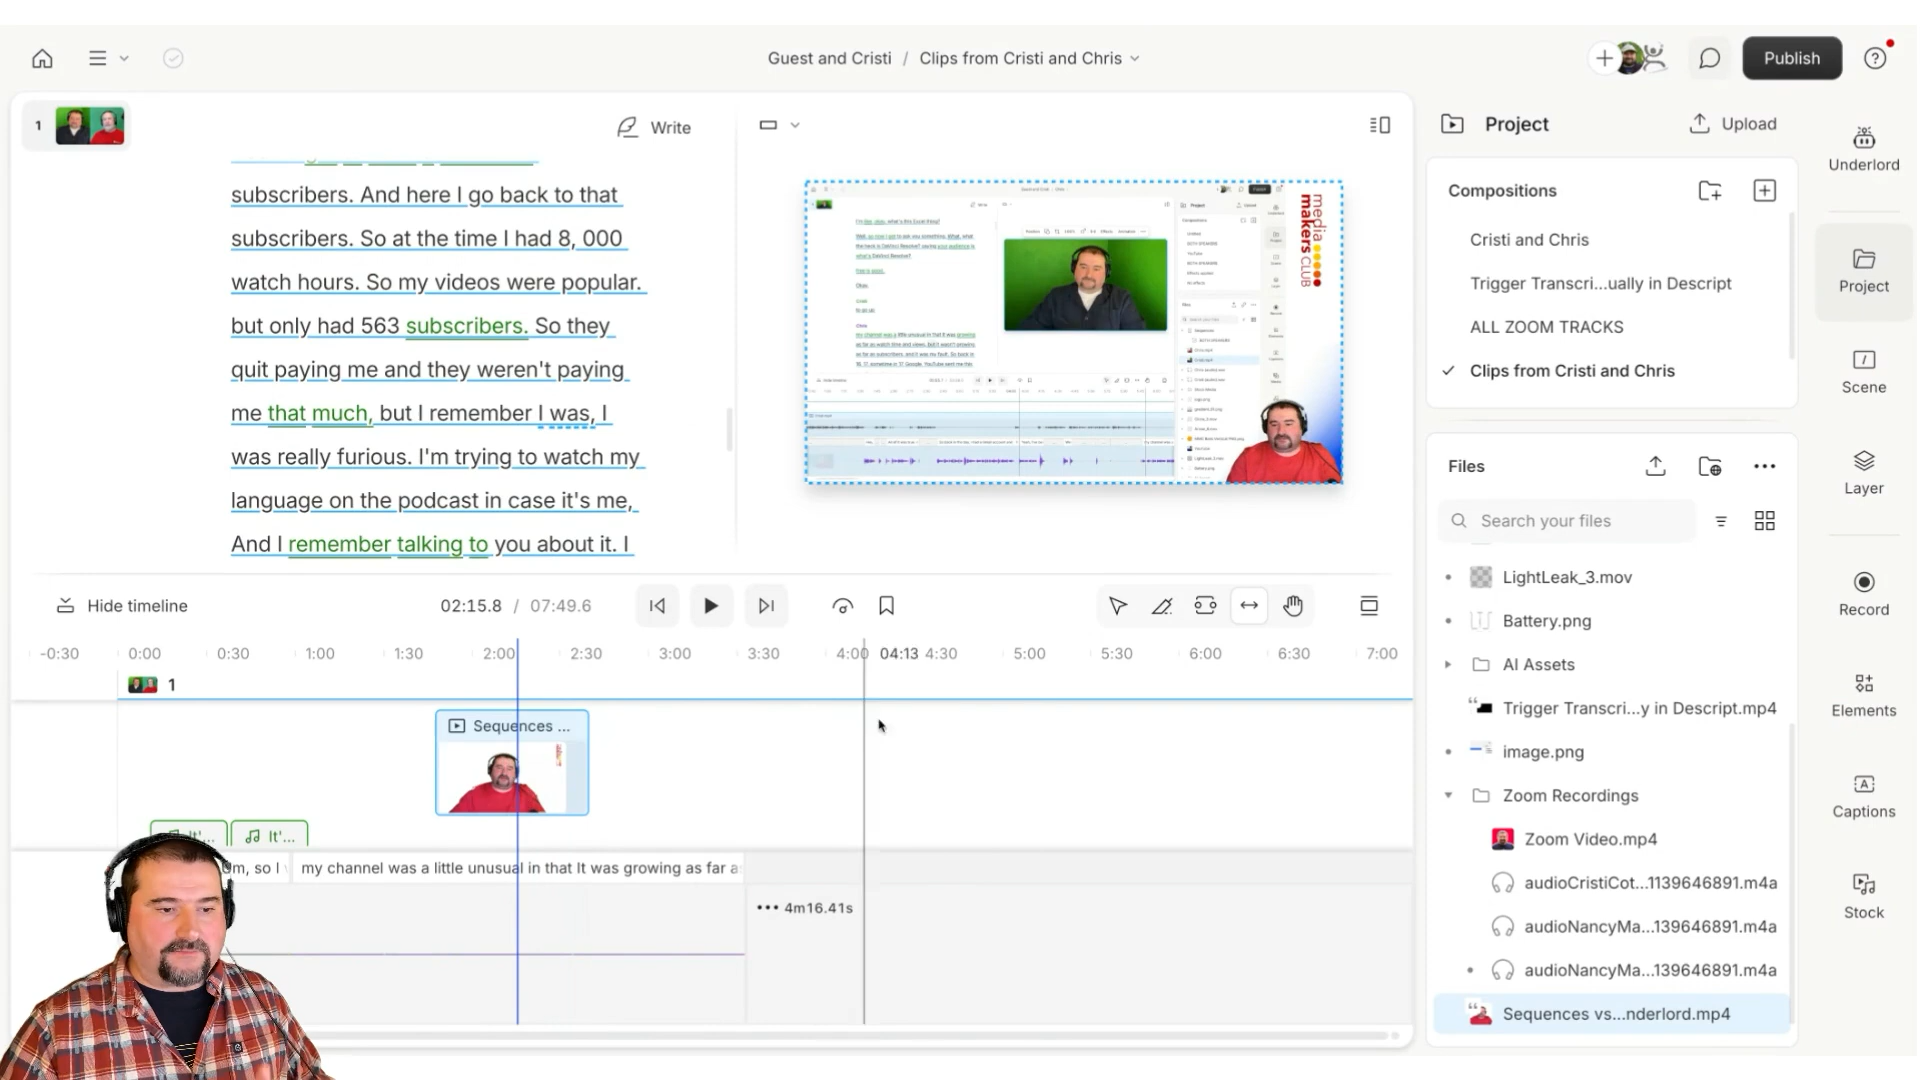 Guest and Cristi / Clips from Cristi and Chris
Publish
1
Write
subscribers. And here I go back to that
subscribers. So at the time I had 8, 000
watch hours. So my videos were popular.
but only had 563 subscribers. So they
quit paying me and they weren't paying
me that much, but I remember I was, I
was really furious. I'm trying to watch my
language on the podcast in case it's me,
And I remember talking to you about it. I
media
makers CLUB
Project
Upload
Compositions
Cristi and Chris
Trigger Transcri...ually in Descript
ALL ZOOM TRACKS
Clips from Cristi and Chris
Files
Search your files
LightLeak_3.mov
Battery.png
AI Assets
Trigger Transcri...y in Descript.mp4
image.png
Zoom Recordings
Zoom Video.mp4
audioCristiCot...1139646891.m4a
audioNancyMa...139646891.m4a
audioNancyMa...139646891.m4a
Sequences vs...nderlord.mp4
Underlord
Project
Scene
Layer
Record
Elements
Captions
Stock
Hide timeline
02:15.8 / 07:49.6
-0:30 0:00 0:30 1:00 1:30 2:00 2:30 3:00 3:30 4:00 04:13 4:30 5:00 5:30 6:00 6:30 7:00
1
Sequences ...
It'... It'...
Um, so I
my channel was a little unusual in that It was growing as far a
••• 4m16.41s